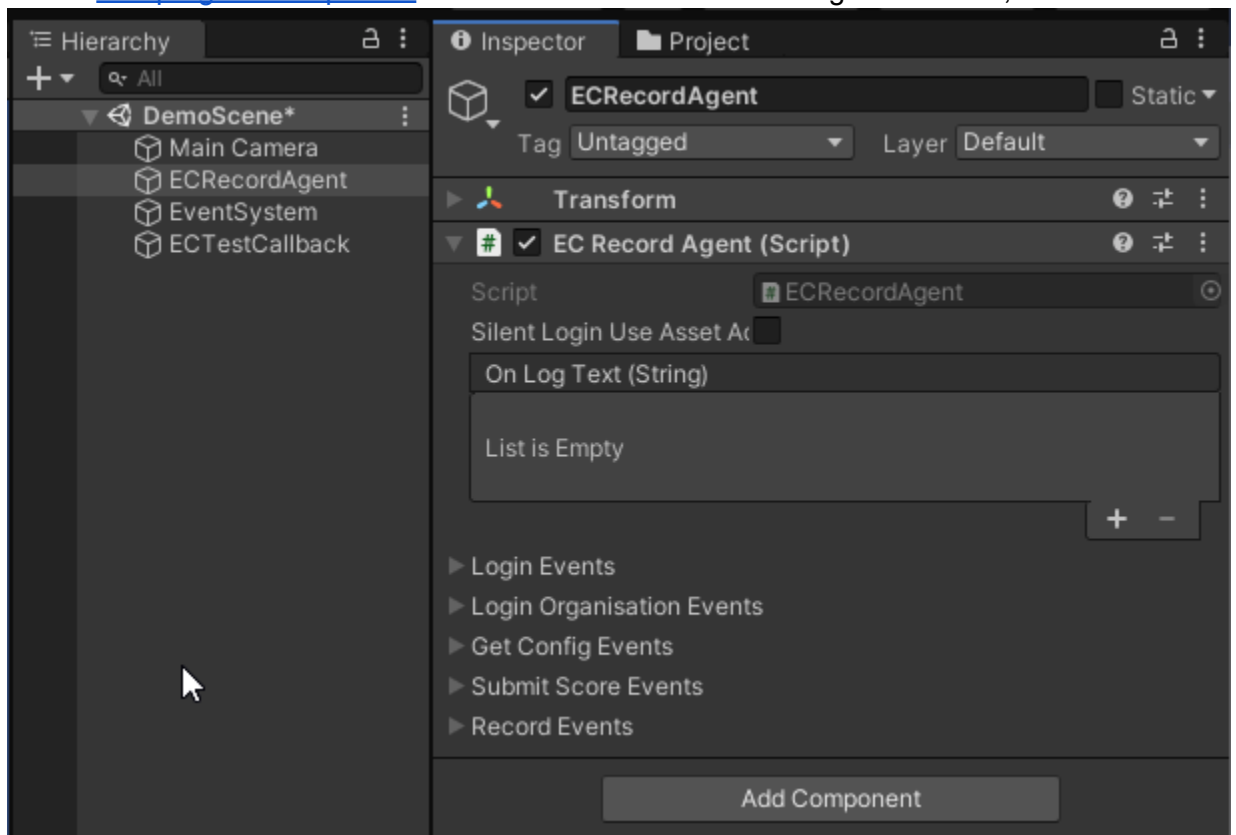 Hierarchy
All
DemoScene*
Main Camera
ECRecordAgent
EventSystem
ECTestCallback
Inspector Project
ECRecordAgent Static
Tag Untagged Layer Default
Transform
# EC Record Agent (Script)
Script # ECRecordAgent
Silent Login Use Asset Ac
On Log Text (String)
List is Empty
+ −
Login Events
Login Organisation Events
Get Config Events
Submit Score Events
Record Events
Add Component